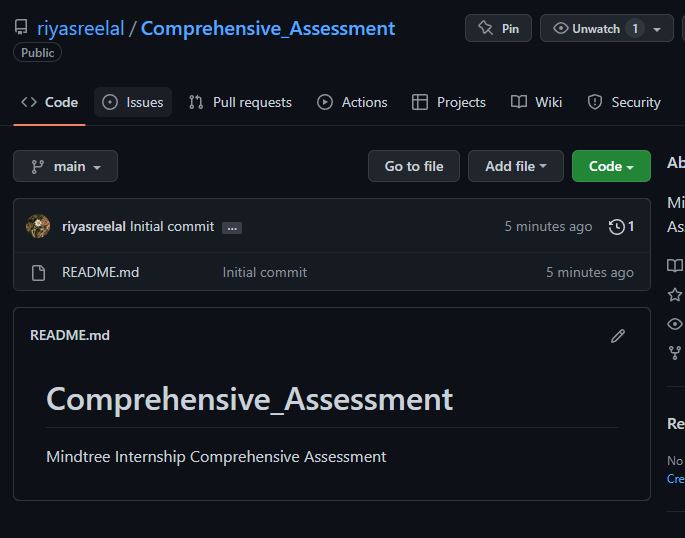 riyasreelal / Comprehensive_Assessment
Pin
Unwatch 1
Public
Code
Issues
Pull requests
Actions
Projects
Wiki
Security
main
Go to file
Add file
Code
riyasreelal Initial commit ...
5 minutes ago
1
README.md
Initial commit
5 minutes ago
README.md
Comprehensive_Assessment
Mindtree Internship Comprehensive Assessment
Ab
Mi
As
Re
No
Cre